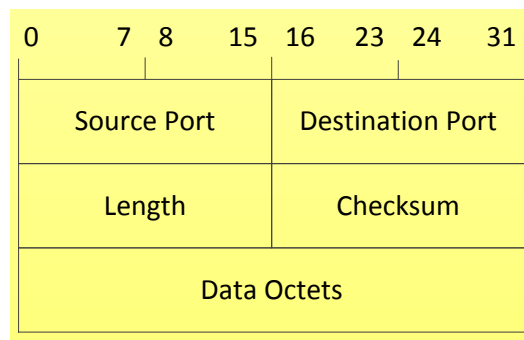 0 7 8 15 16 23 24 31
Source Port Destination Port
Length Checksum
Data Octets